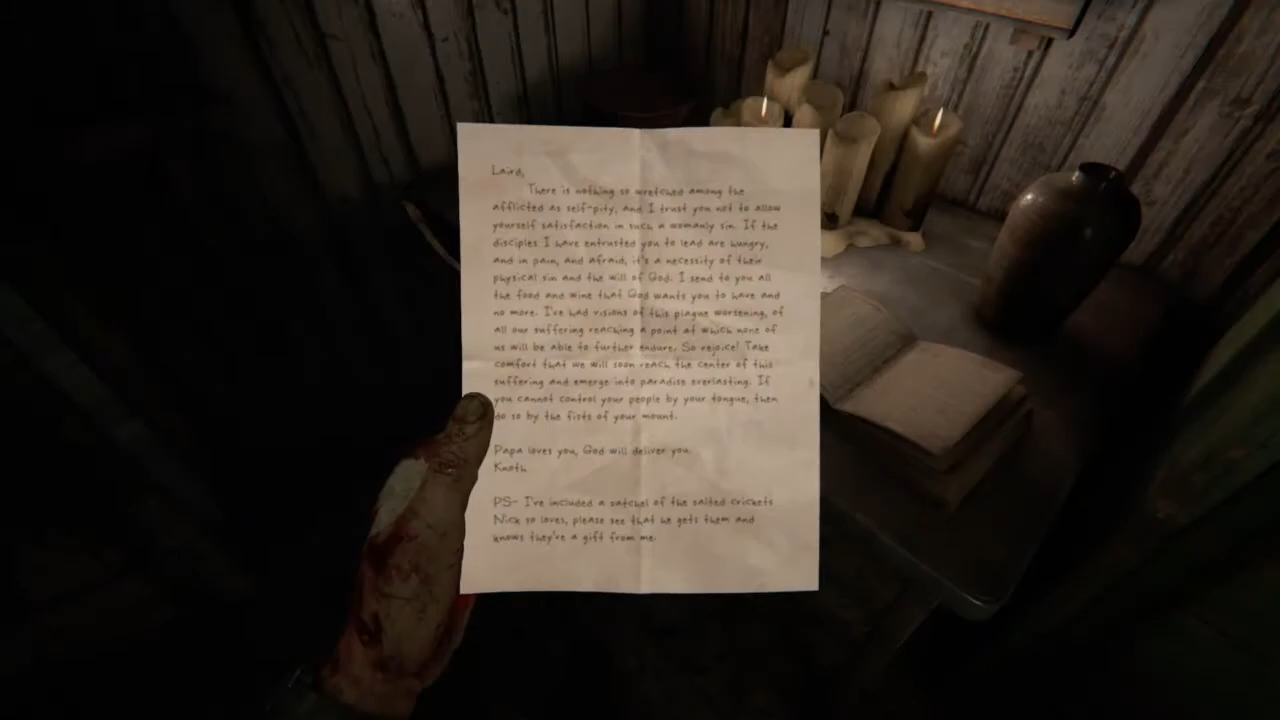 Laird,
There is nothing so wretched among the
afflicted as self-pity, and I trust you not to allow
yourself satisfaction in such a womanly sin. If the
disciples I have entrusted you to lead are hungry,
and in pain, and afraid, it's a necessity of their
physical sin and the will of God. I send to you all
the food and wine that God wants you to have and
no more. I've had visions of this plague worsening, of
all our suffering reaching a point at which none of
us will be able to further endure. So rejoice! Take
comfort that we will soon reach the center of this
suffering and emerge into paradise everlasting. If
you cannot control your people by your tongue, then
do so by the fists of your mount.
Papa loves you, God will deliver you.
Knoth
PS- I've included a satchel of the salted crickets
Nick so loves, please see that he gets them and
knows they're a gift from me.